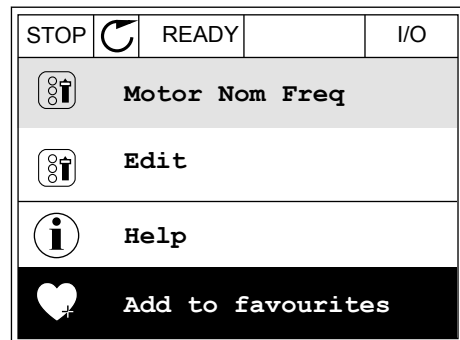 STOP READY I/O
Motor Nom Freq
Edit
Help
Add to favourites